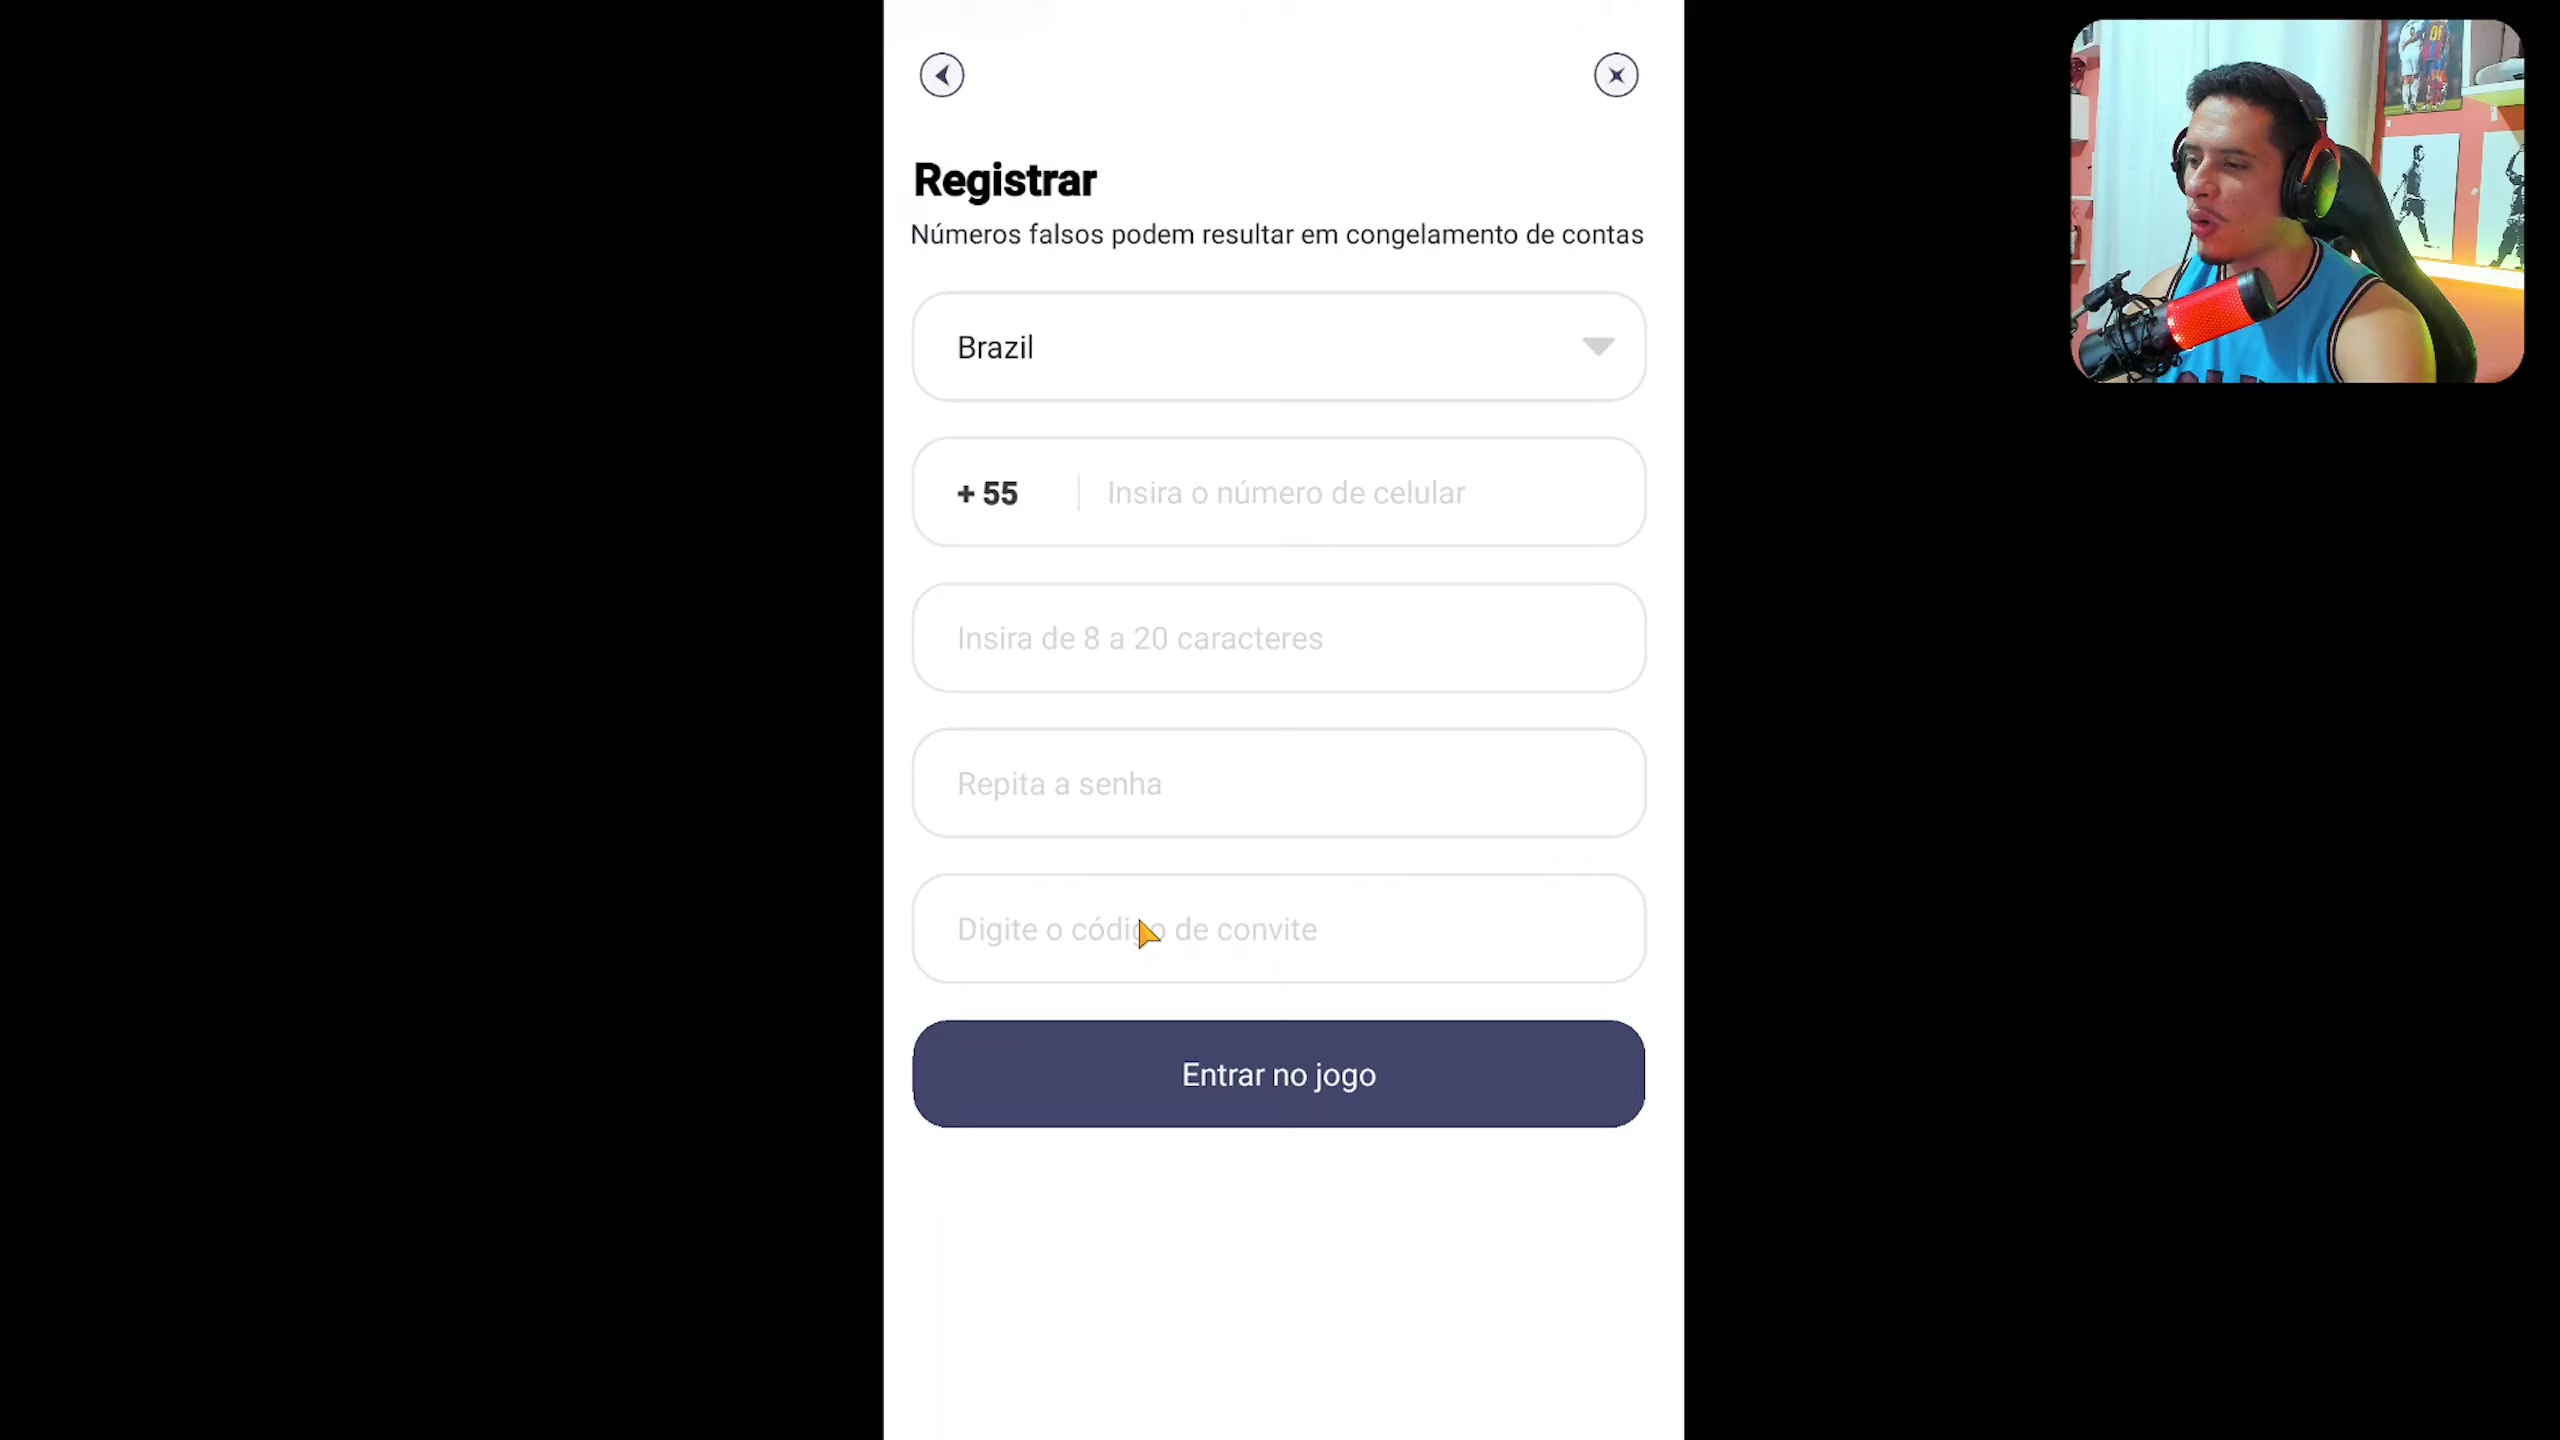 Registrar
Números falsos podem resultar em congelamento de contas
Brazil
+ 55
Insira o número de celular
Insira de 8 a 20 caracteres
Repita a senha
Digite o código de convite
Entrar no jogo